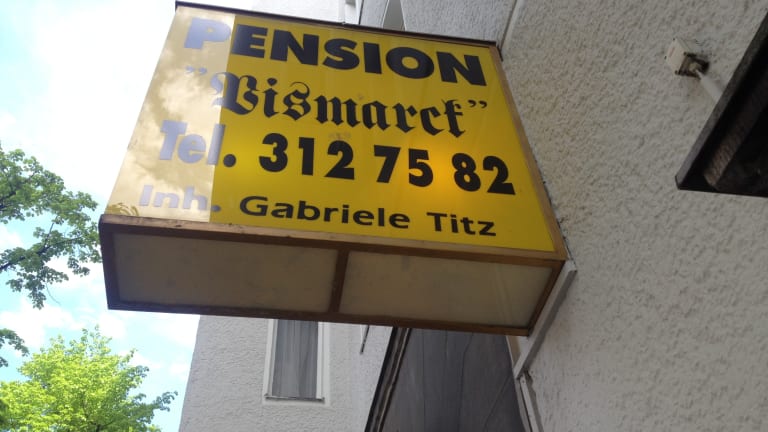 PENSION
"Bismarck"
Tel. 312 75 82
Inh. Gabriele Titz